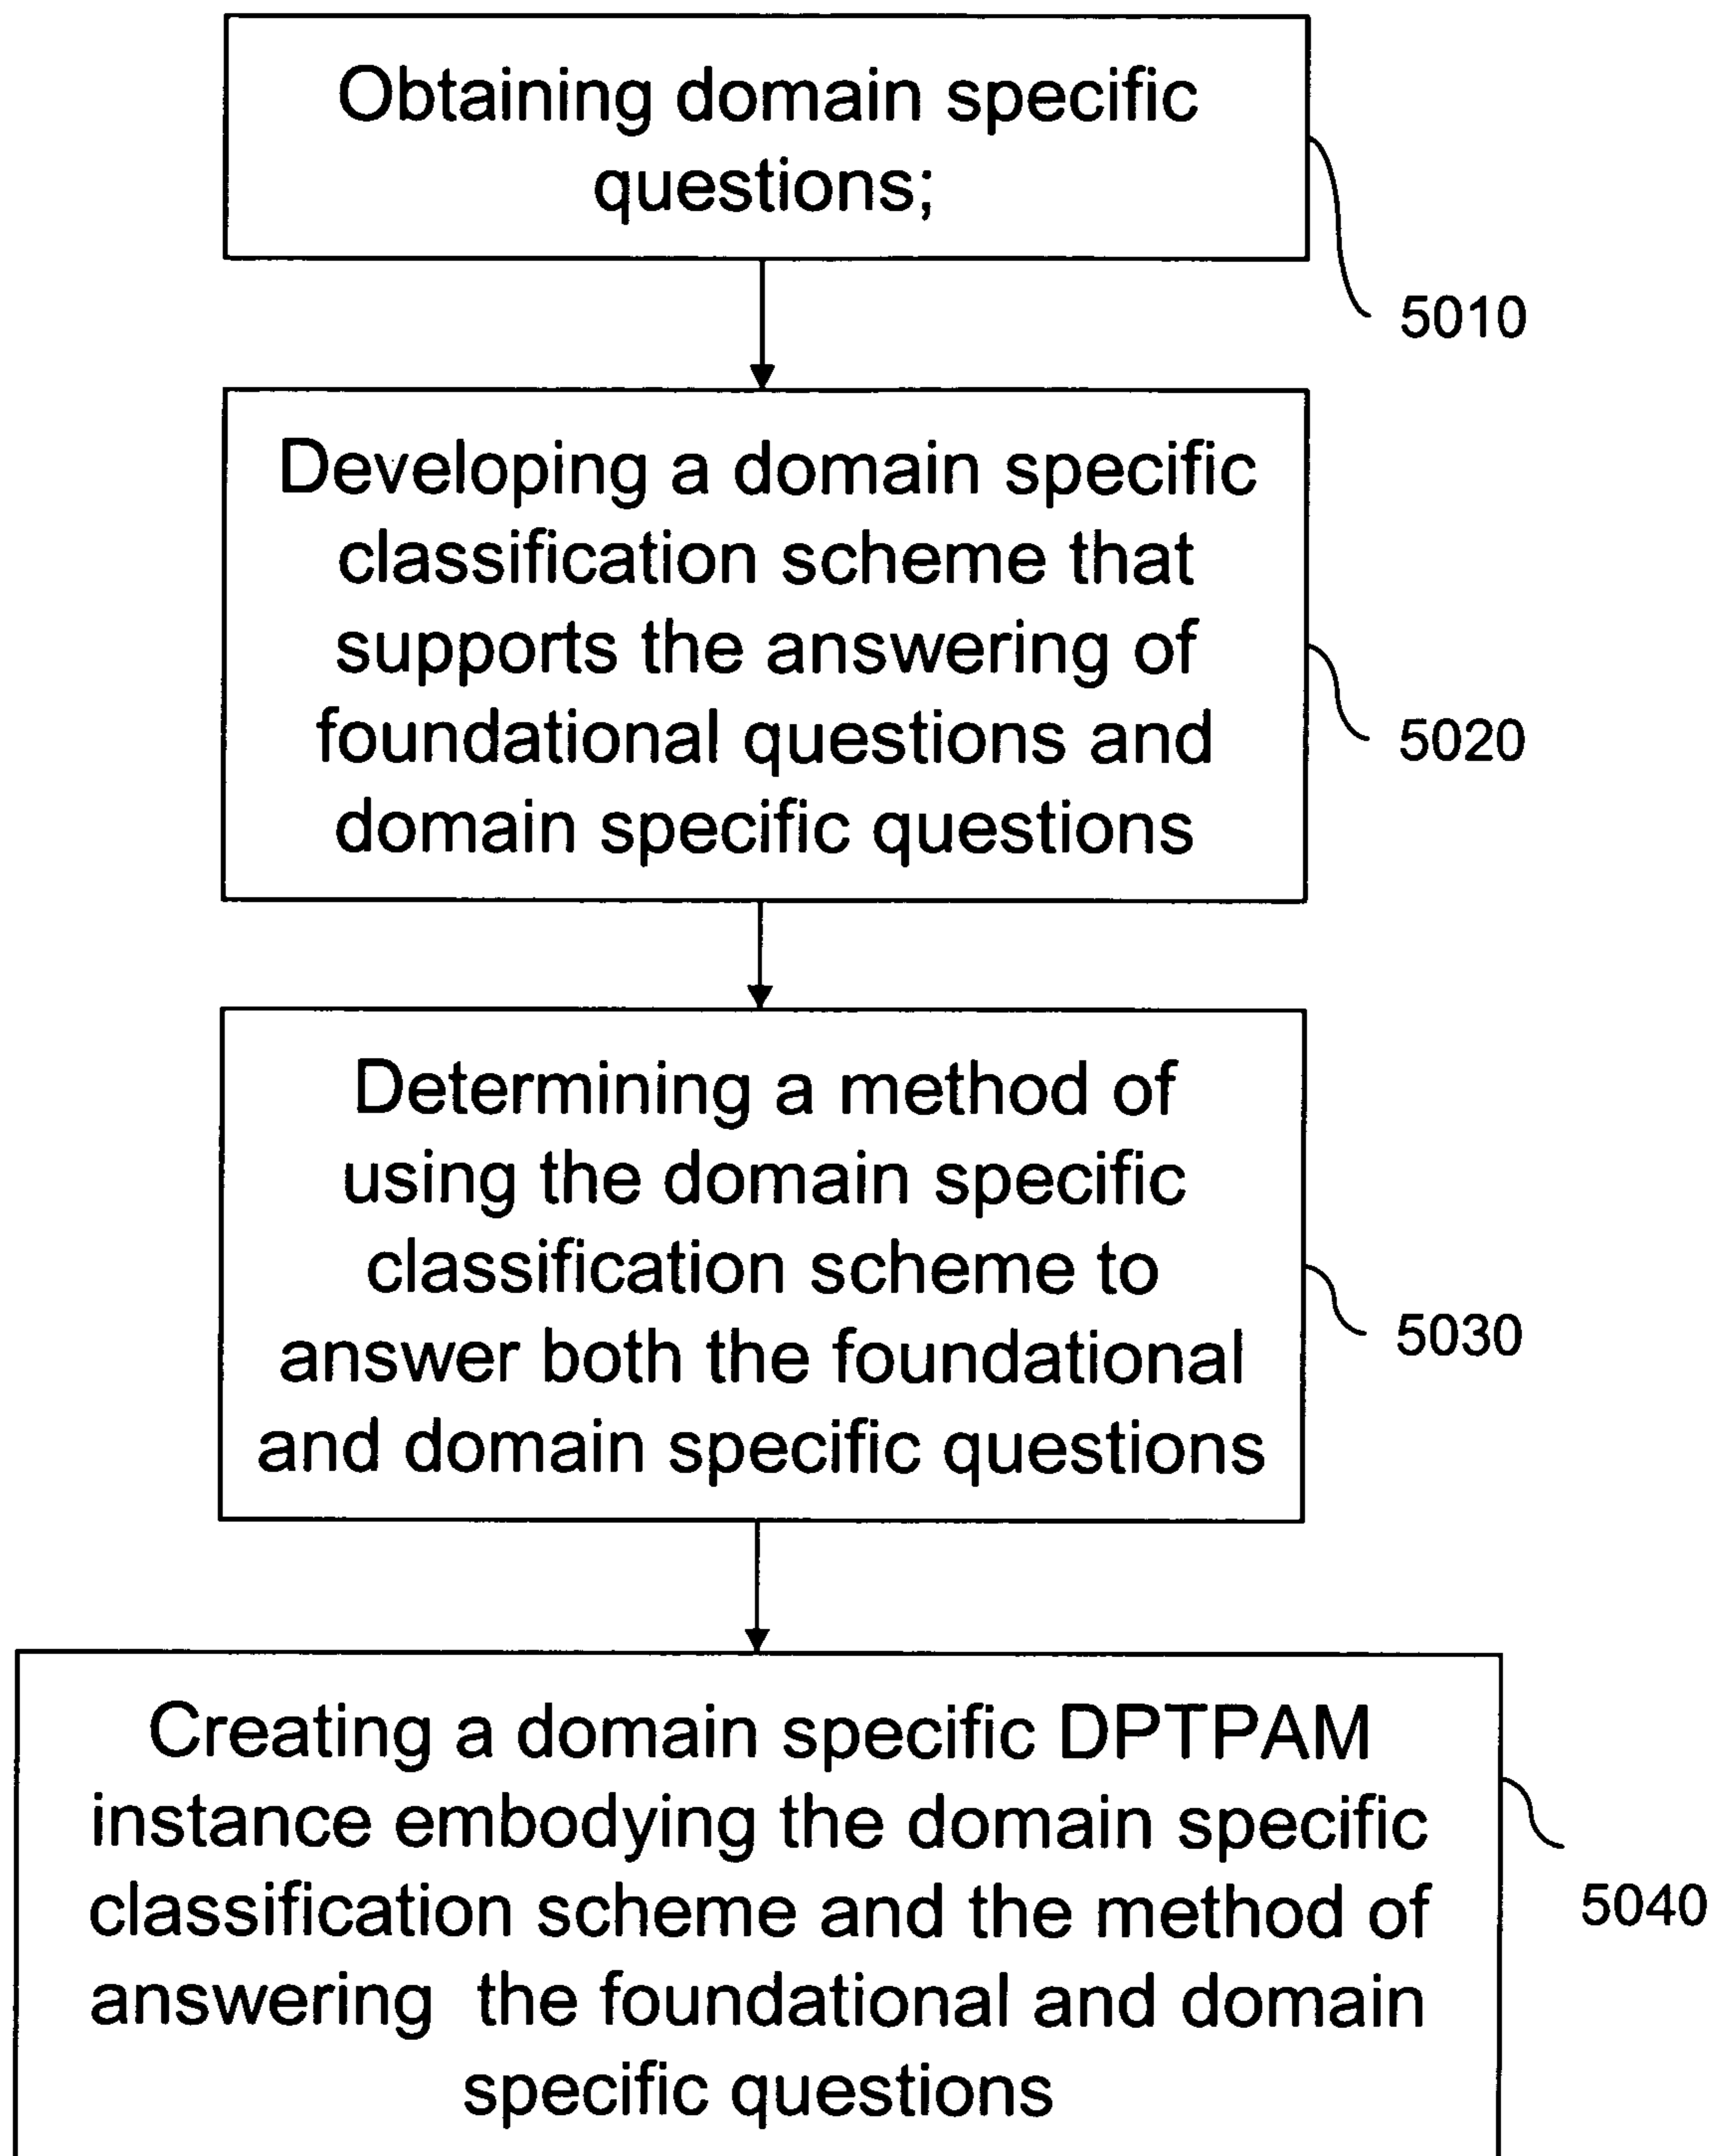 Obtaining domain specific
questions;
5010
Developing a domain specific
classification scheme that
supports the answering of
foundational questions and
domain specific questions
5020
Determining a method of
using the domain specific
classification scheme to
answer both the foundational
and domain specific questions
5030
Creating a domain specific DPTPAM
instance embodying the domain specific
classification scheme and the method of
answering the foundational and domain
specific questions
5040